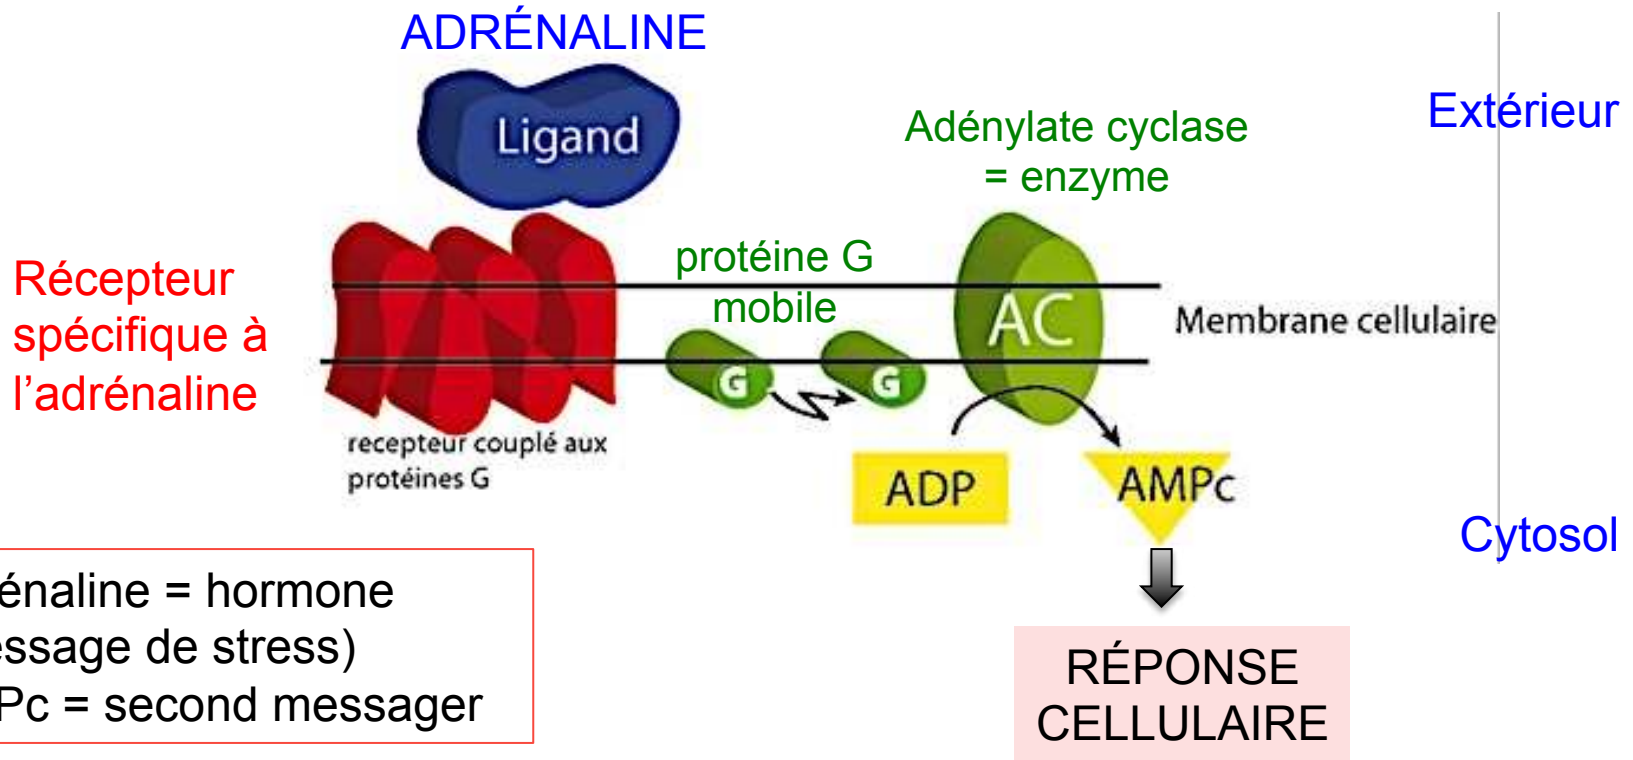 ADRÉNALINE
Ligand
Extérieur
Adénylate cyclase
= enzyme
Récepteur
spécifique à
l’adrénaline
protéine G
mobile
AC
Membrane cellulaire
G
G
recepteur couplé aux
protéines G
ADP
AMPc
Cytosol
énaline = hormone
essage de stress)
Pc = second messager
RÉPONSE
CELLULAIRE